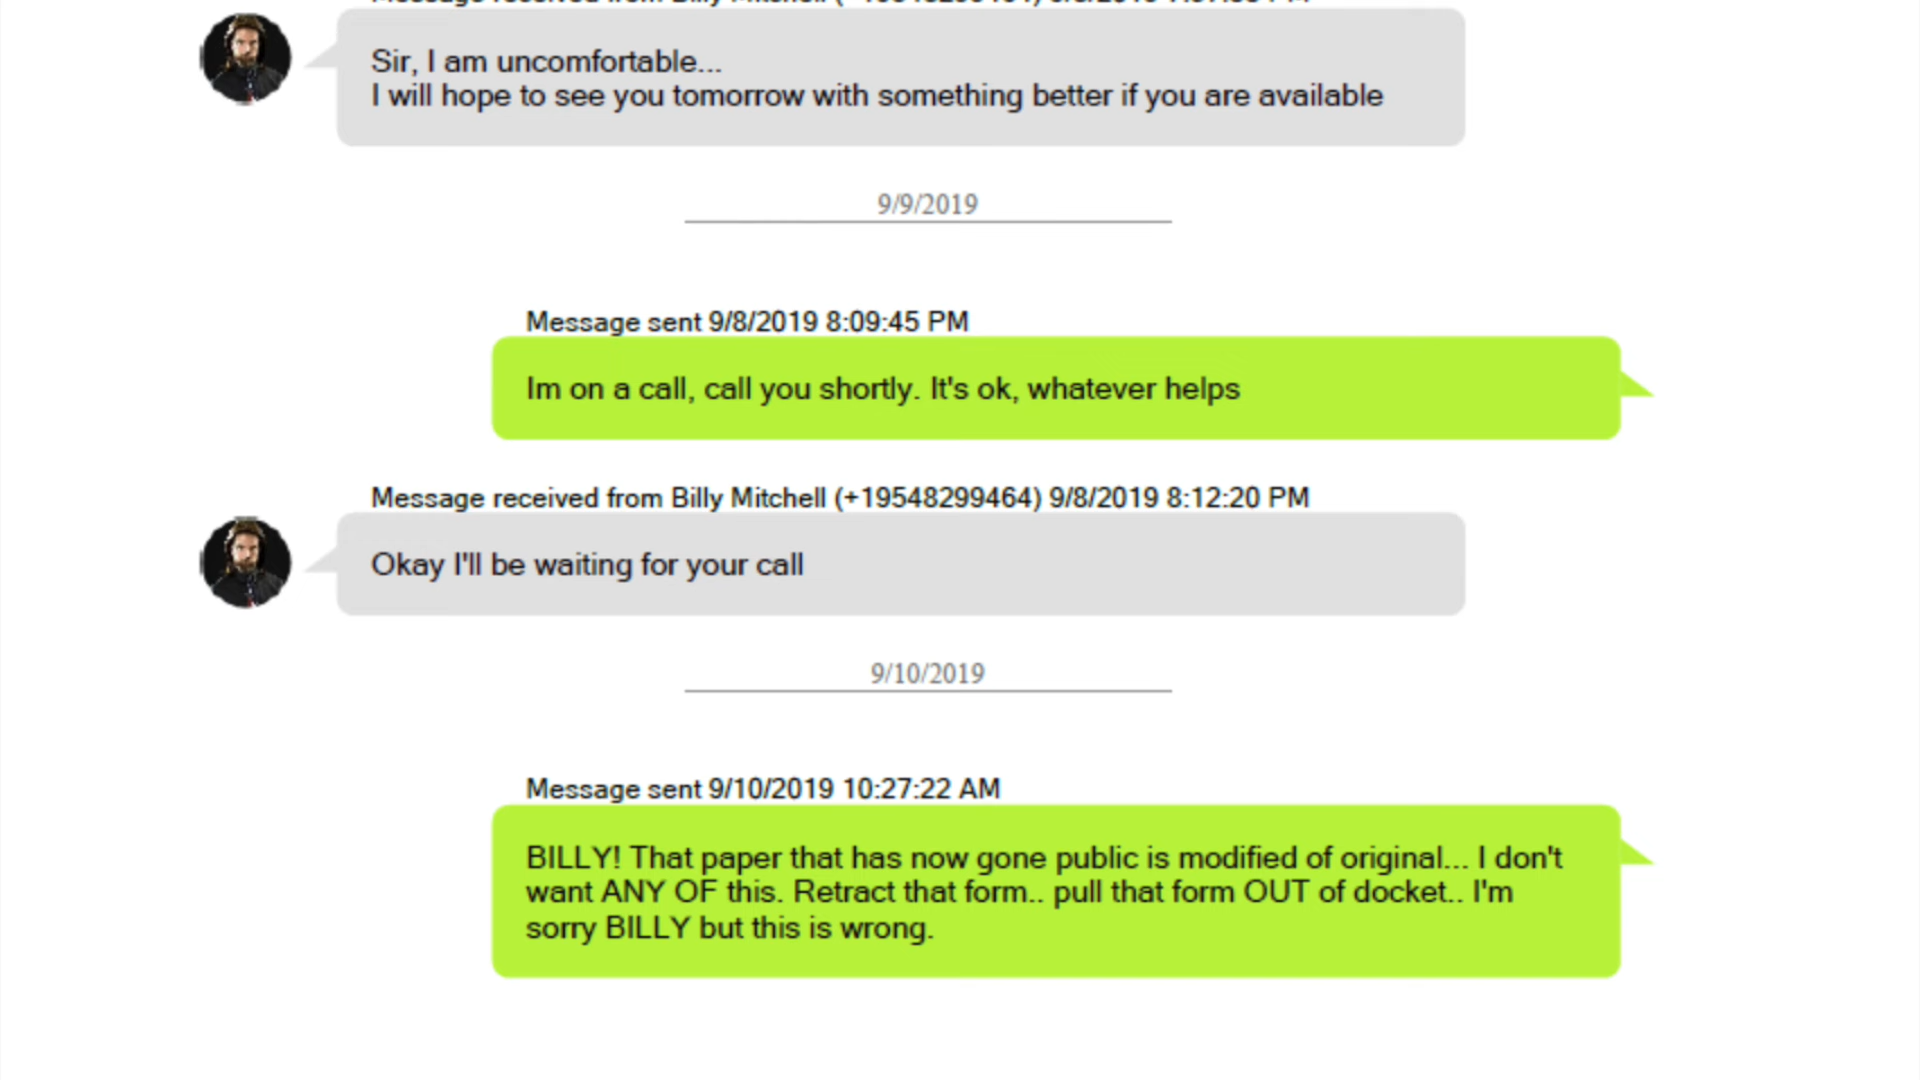 Message received from Billy Mitchell
Sir, I am uncomfortable...
I will hope to see you tomorrow with something better if you are available
9/9/2019
Message sent 9/8/2019 8:09:45 PM
Im on a call, call you shortly. It's ok, whatever helps
Message received from Billy Mitchell (+19548299464) 9/8/2019 8:12:20 PM
Okay I'll be waiting for your call
9/10/2019
Message sent 9/10/2019 10:27:22 AM
BILLY! That paper that has now gone public is modified of original... I don't
want ANY OF this. Retract that form.. pull that form OUT of docket.. I'm
sorry BILLY but this is wrong.